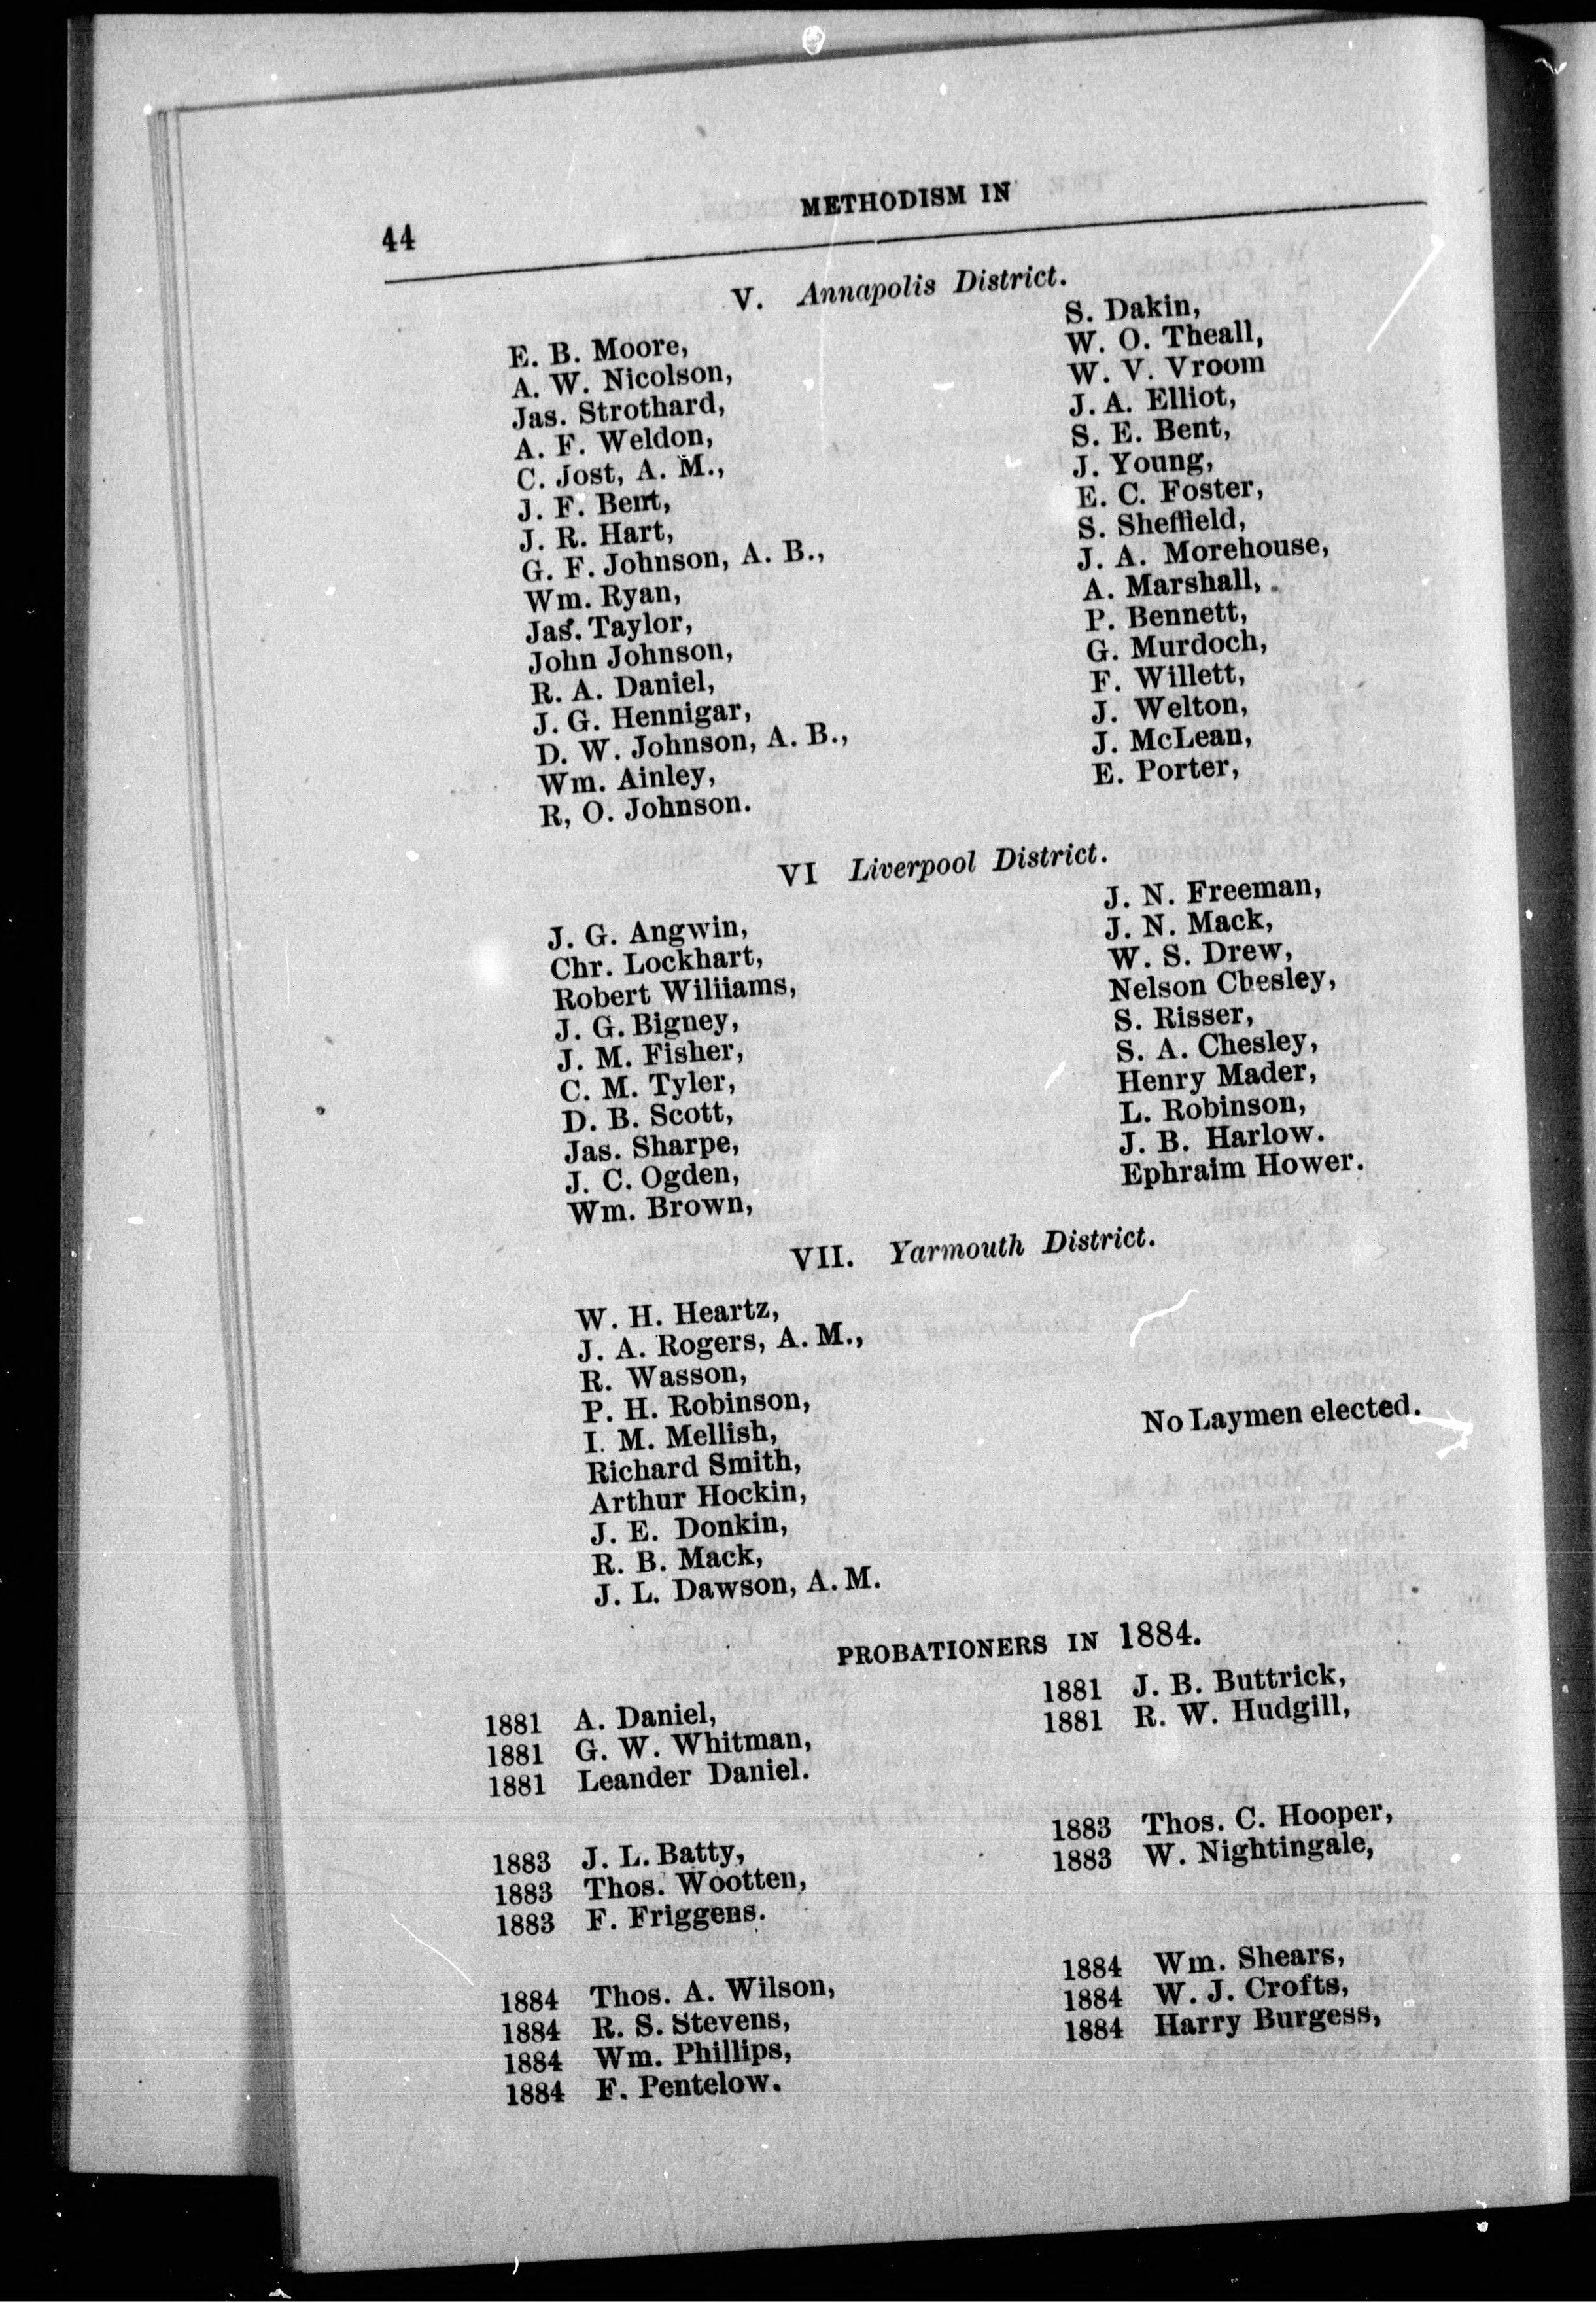 44
METHODISM IN
V. Annapolis District.
E. B. Moore,
A. W. Nicolson,
Jas. Strothard,
A. F. Weldon,
C. Jost, A. M.,
J. F. Bent,
J. R. Hart,
G. F. Johnson, A. B.,
Wm. Ryan,
Jas. Taylor,
John Johnson,
R. A. Daniel,
J. G. Hennigar,
D. W. Johnson, A. B.,
Wm. Ainley,
R, O. Johnson.
S. Dakin,
W. O. Theall,
W. V. Vroom
J. A. Elliot,
S. E. Bent,
J. Young,
E. C. Foster,
S. Sheffield,
J. A. Morehouse,
A. Marshall,
P. Bennett,
G. Murdoch,
F. Willett,
J. Welton,
J. McLean,
E. Porter,
VI Liverpool District.
J. G. Angwin,
Chr. Lockhart,
Robert Wiliiams,
J. G. Bigney,
J. M. Fisher,
C. M. Tyler,
D. B. Scott,
Jas. Sharpe,
J. C. Ogden,
Wm. Brown,
J. N. Freeman,
J. N. Mack,
W. S. Drew,
Nelson Chesley,
S. Risser,
S. A. Chesley,
Henry Mader,
L. Robinson,
J. B. Harlow.
Ephraim Hower.
VII. Yarmouth District.
W. H. Heartz,
J. A. Rogers, A. M.,
R. Wasson,
P. H. Robinson,
I. M. Mellish,
Richard Smith,
Arthur Hockin,
J. E. Donkin,
R. B. Mack,
J. L. Dawson, A. M.
No Laymen elected.
PROBATIONERS IN 1884.
1881 A. Daniel,
1881 G. W. Whitman,
1881 Leander Daniel.
1881 J. B. Buttrick,
1881 R. W. Hudgill,
1883 J. L. Batty,
1883 Thos. Wootten,
1883 F. Friggens.
1883 Thos. C. Hooper,
1883 W. Nightingale,
1884 Thos. A. Wilson,
1884 R. S. Stevens,
1884 Wm. Phillips,
1884 F. Pentelow.
1884 Wm. Shears,
1884 W. J. Crofts,
1884 Harry Burgess,